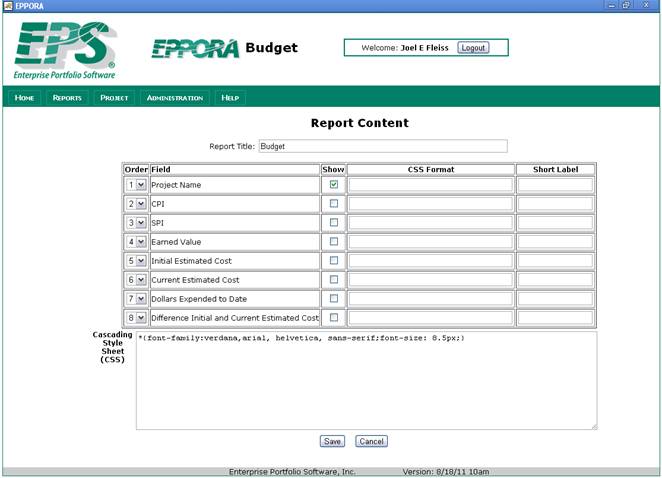 EPPORA
EPS®
Enterprise Portfolio Software
EPPORA Budget
Welcome: Joel E Fleiss Logout
Home Reports Project Administration Help
Report Content
Report Title: Budget
Order Field Show CSS Format Short Label
1 Project Name
2 CPI
3 SPI
4 Earned Value
5 Initial Estimated Cost
6 Current Estimated Cost
7 Dollars Expended to Date
8 Difference Initial and Current Estimated Cost
Cascading
Style
Sheet
(CSS)
*{font-family:verdana,arial, helvetica, sans-serif;font-size: 8.5px;}
Save Cancel
Enterprise Portfolio Software, Inc. Version: 8/18/11 10am